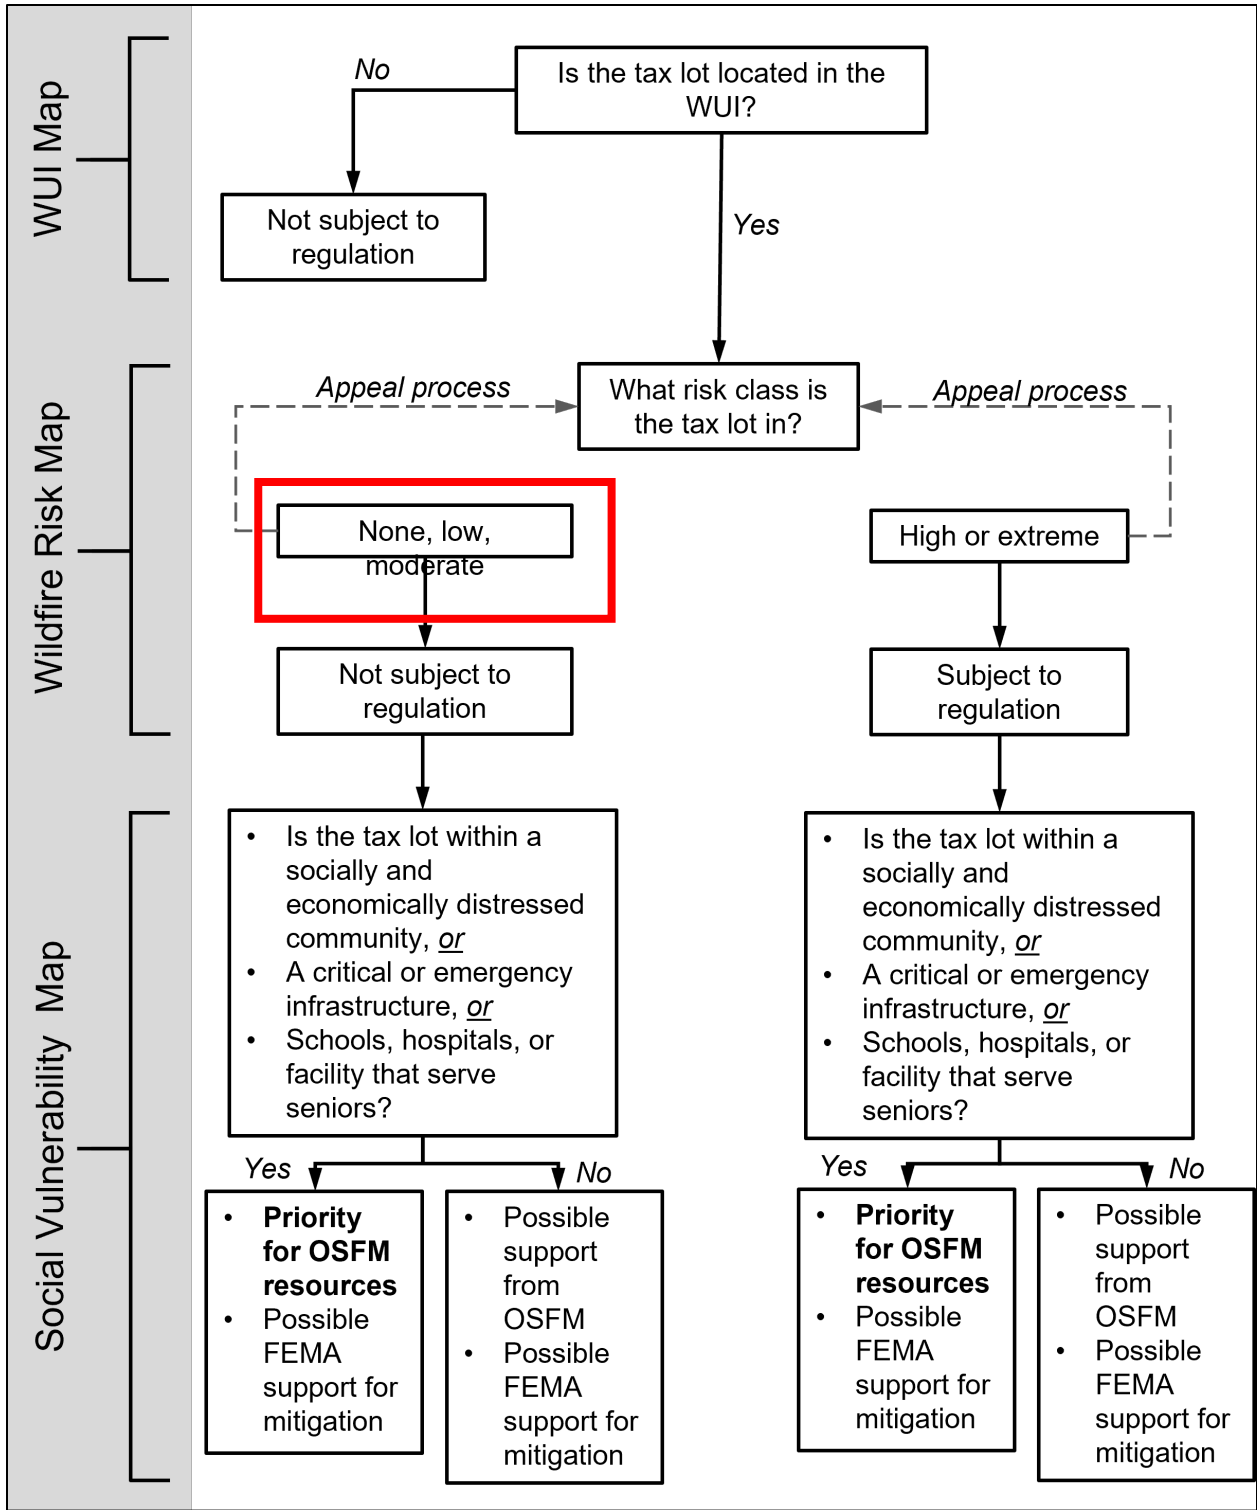 WUI Map
No
Is the tax lot located in the
WUI?
Not subject to
regulation
Yes
Wildfire Risk Map
Appeal process
What risk class is
the tax lot in?
Appeal process
None, low,
moderate
High or extreme
Not subject to
regulation
Subject to
regulation
Social Vulnerability Map
• Is the tax lot within a
socially and
economically distressed
community, or
• A critical or emergency
infrastructure, or
• Schools, hospitals, or
facility that serve
seniors?
• Is the tax lot within a
socially and
economically distressed
community, or
• A critical or emergency
infrastructure, or
• Schools, hospitals, or
facility that serve
seniors?
Yes
No
Yes
No
• Priority
for OSFM
resources
• Possible
FEMA
support for
mitigation
• Possible
support
from
OSFM
• Possible
FEMA
support for
mitigation
• Priority
for OSFM
resources
• Possible
FEMA
support for
mitigation
• Possible
support
from
OSFM
• Possible
FEMA
support for
mitigation